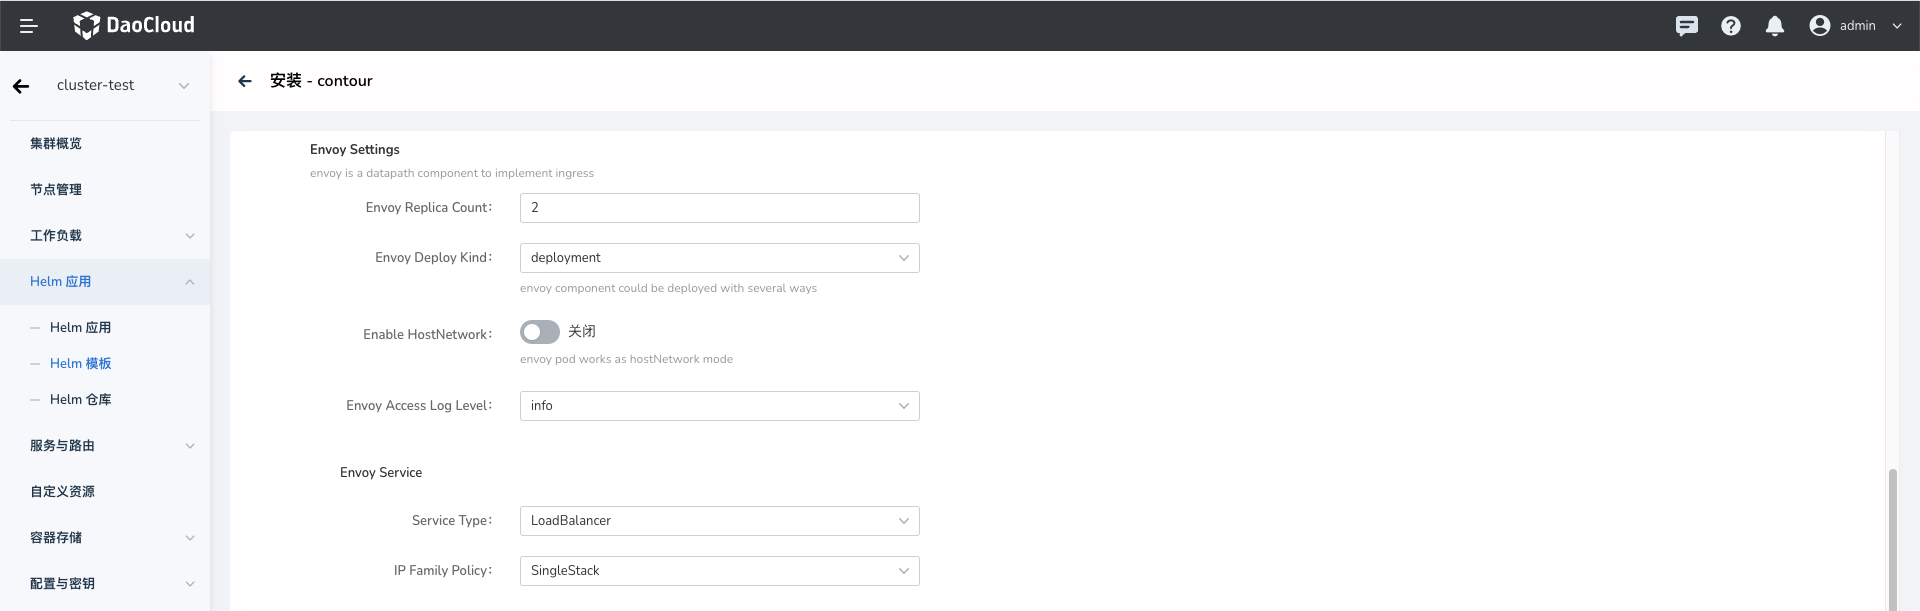 DaoCloud
admin
cluster-test
安装 - contour
集群概览
节点管理
工作负载
Helm 应用
Helm 应用
Helm 模板
Helm 仓库
服务与路由
自定义资源
容器存储
配置与密钥
Envoy Settings
envoy is a datapath component to implement ingress
Envoy Replica Count: 2
Envoy Deploy Kind: deployment
envoy component could be deployed with several ways
Enable HostNetwork: 关闭
envoy pod works as hostNetwork mode
Envoy Access Log Level: info
Envoy Service
Service Type: LoadBalancer
IP Family Policy: SingleStack